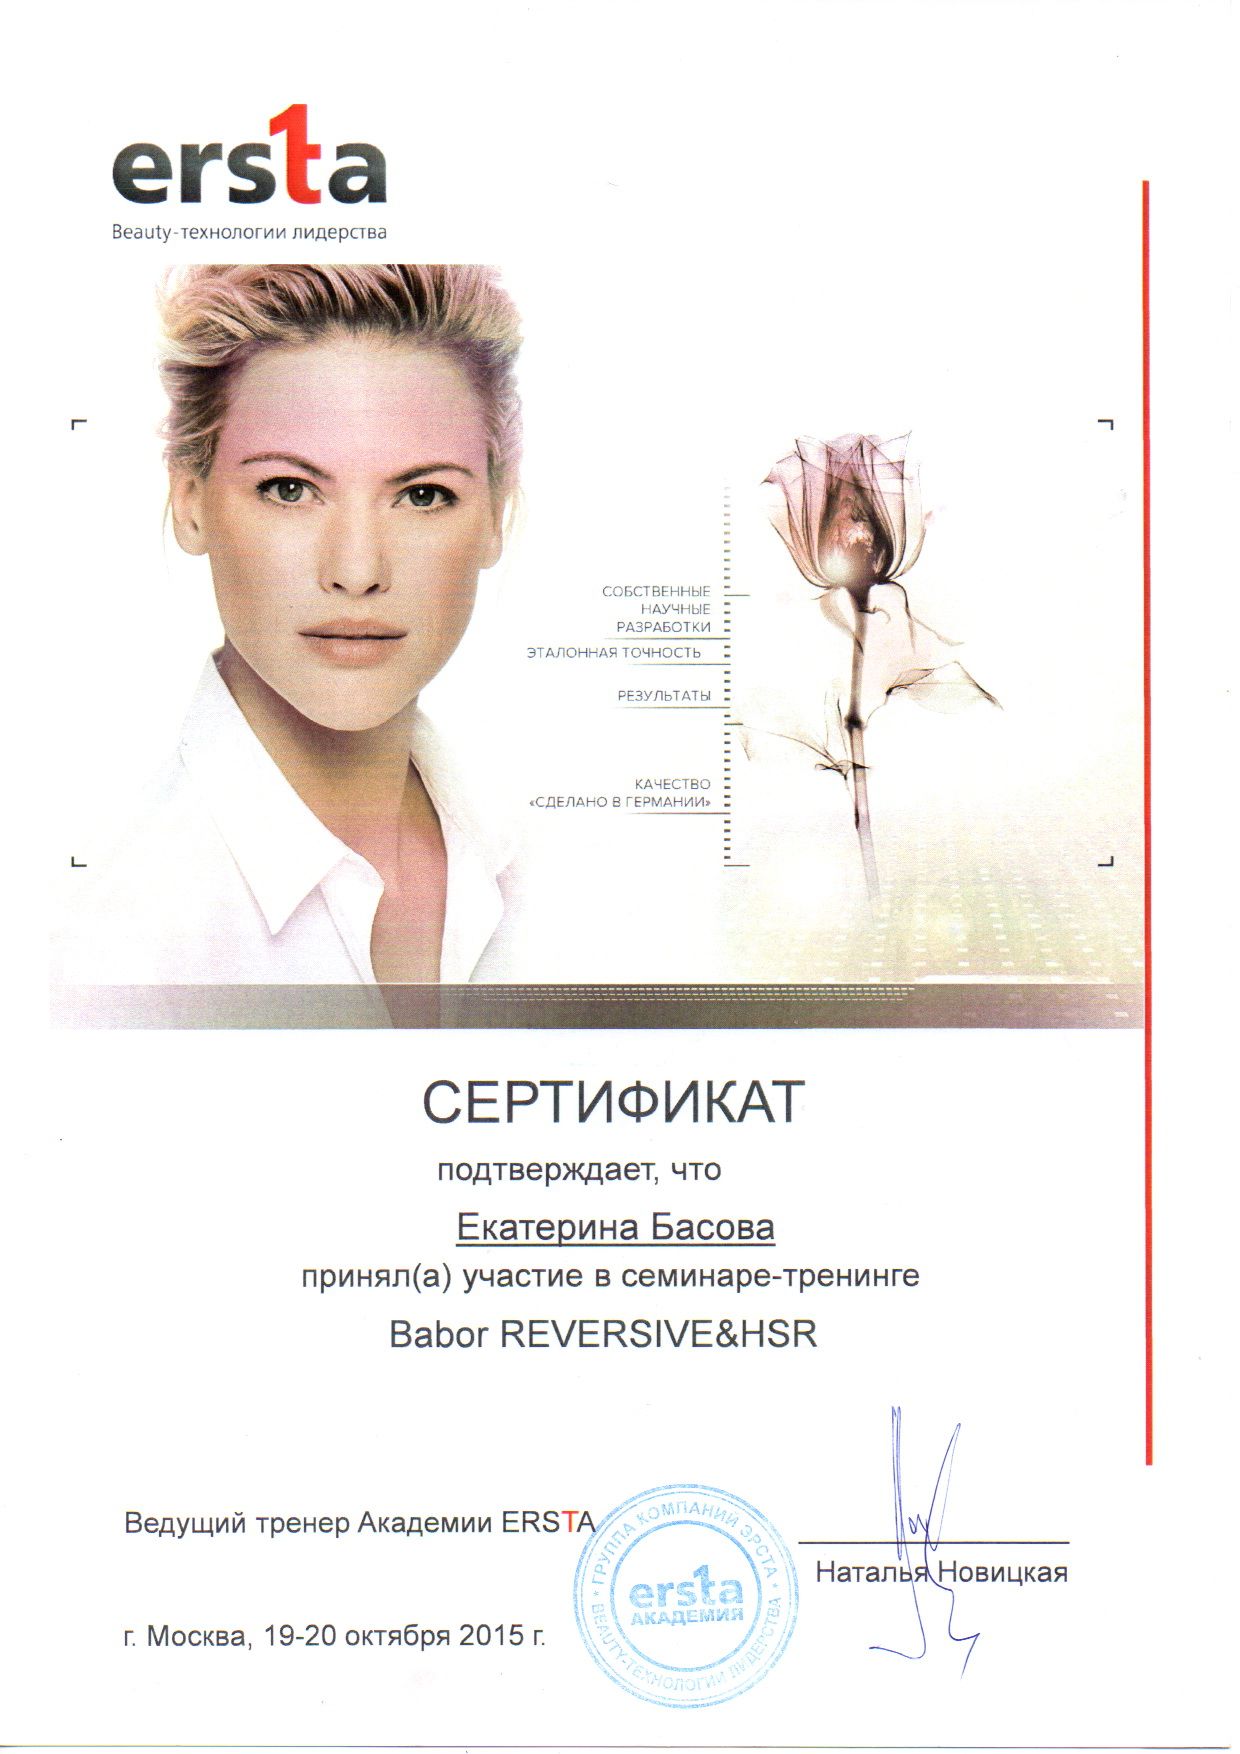 ersta
Beauty-технологии лидерства
СОБСТВЕННЫЕ
НАУЧНЫЕ
РАЗРАБОТКИ
ЭТАЛОННАЯ ТОЧНОСТЬ
РЕЗУЛЬТАТЫ
КАЧЕСТВО
«СДЕЛАНО В ГЕРМАНИИ»
СЕРТИФИКАТ
подтверждает, что
Екатерина Басова
принял(а) участие в семинаре-тренинге
Babor REVERSIVE&HSR
Ведущий тренер Академии ERSTA
Наталья Новицкая
г. Москва, 19-20 октября 2015 г.
* ГРУППА КОМПАНИЙ ЭРСТА *
BEAUTY-ТЕХНОЛОГИИ ЛИДЕРСТВА
ersta
АКАДЕМИЯ